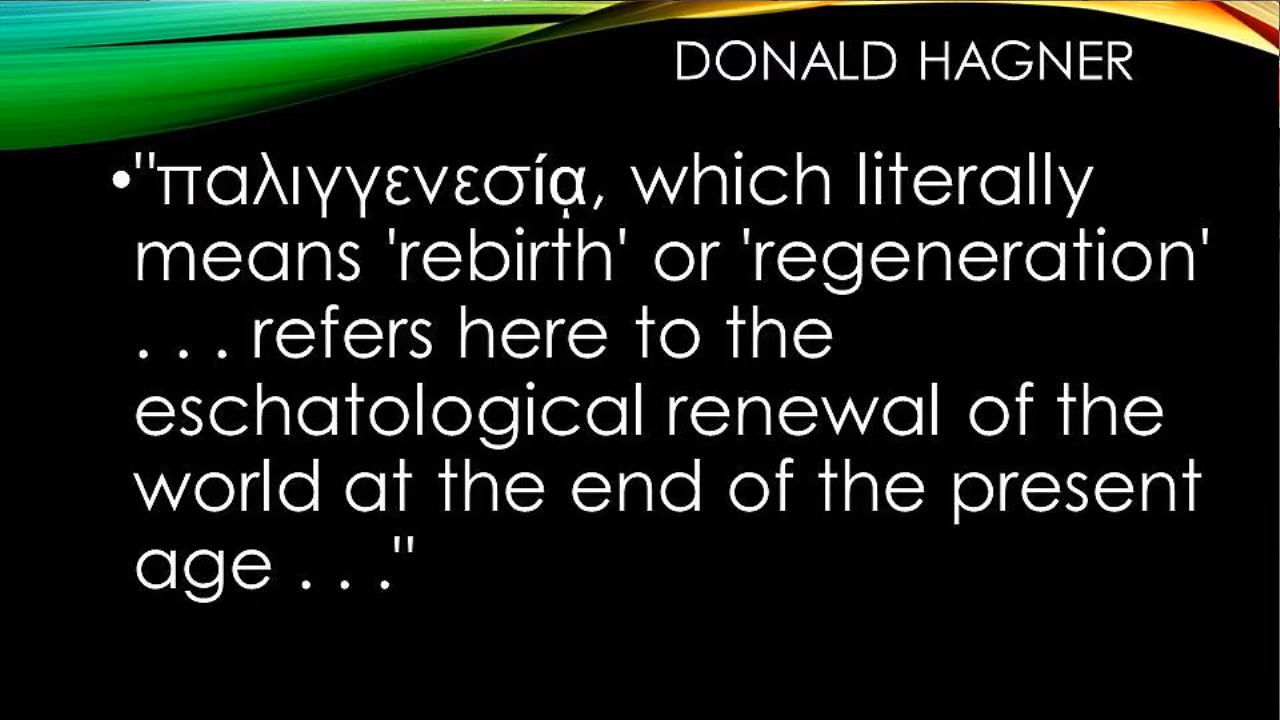 DONALD HAGNER
•"παλιγγενεσίᾳ, which literally
means 'rebirth' or 'regeneration'
. . . refers here to the
eschatological renewal of the
world at the end of the present
age . . ."